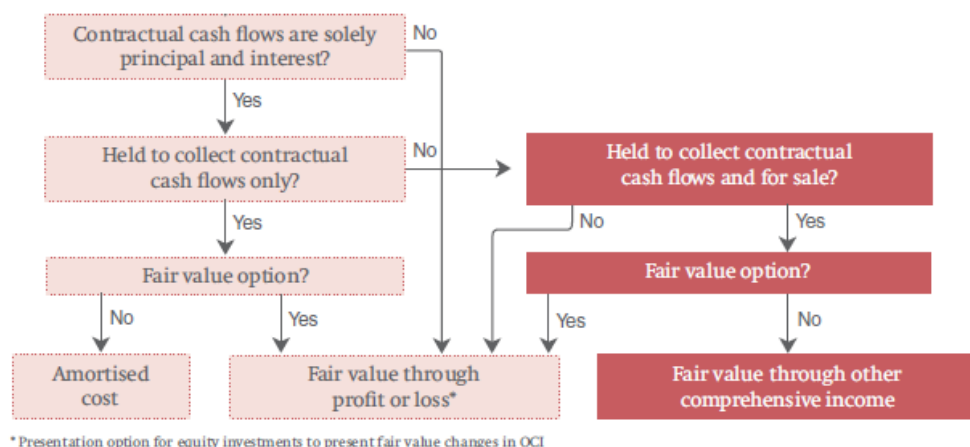 Contractual cash flows are solely
principal and interest?
No
Yes
Held to collect contractual
cash flows only?
No
Held to collect contractual
cash flows and for sale?
Yes
No
Yes
Fair value option?
Fair value option?
No
Yes
Yes
No
Amortised
cost
Fair value through
profit or loss*
Fair value through other
comprehensive income
* Presentation option for equity investments to present fair value changes in OCI